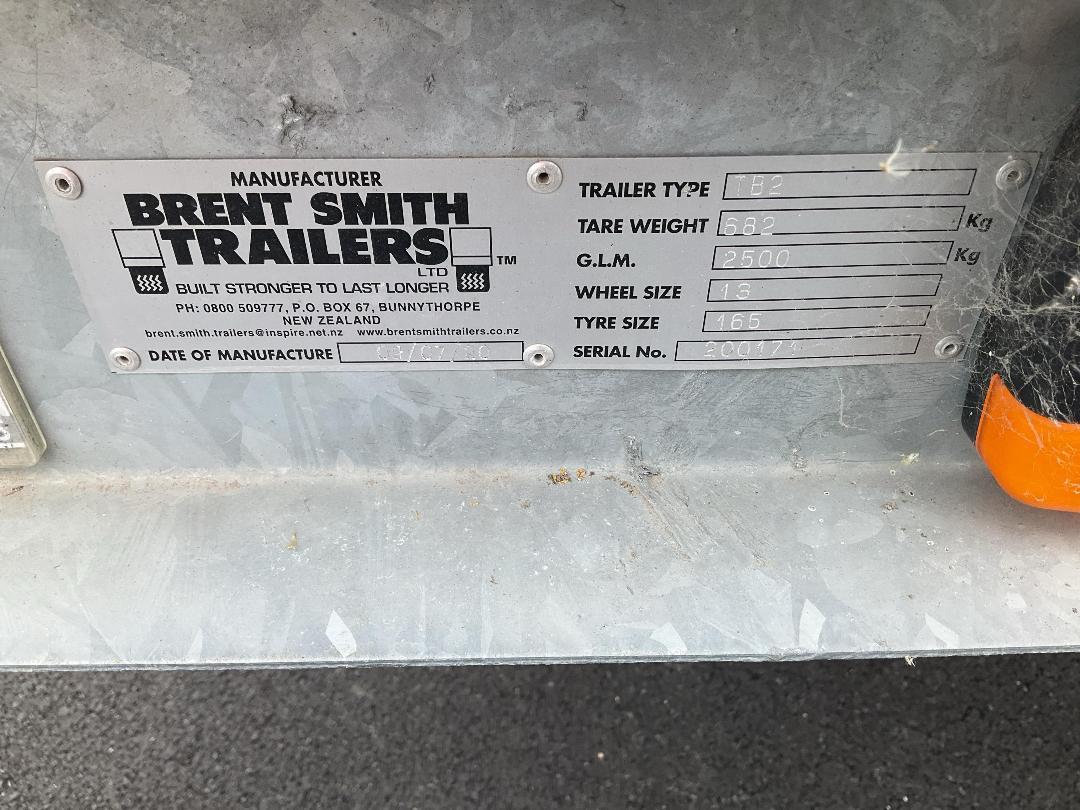 MANUFACTURER
BRENT SMITH
TRAILERS
TM
LTD
BUILT STRONGER TO LAST LONGER
PH: 0800 509777, P.O. BOX 67, BUNNYTHORPE
NEW ZEALAND
brent.smith.trailers@inspire.net.nz www.brentsmithtrailers.co.nz
DATE OF MANUFACTURE
TRAILER TYPE TB2
TARE WEIGHT 682 Kg
G.L.M. 2500 Kg
WHEEL SIZE 13
TYRE SIZE 165
SERIAL No. 200171